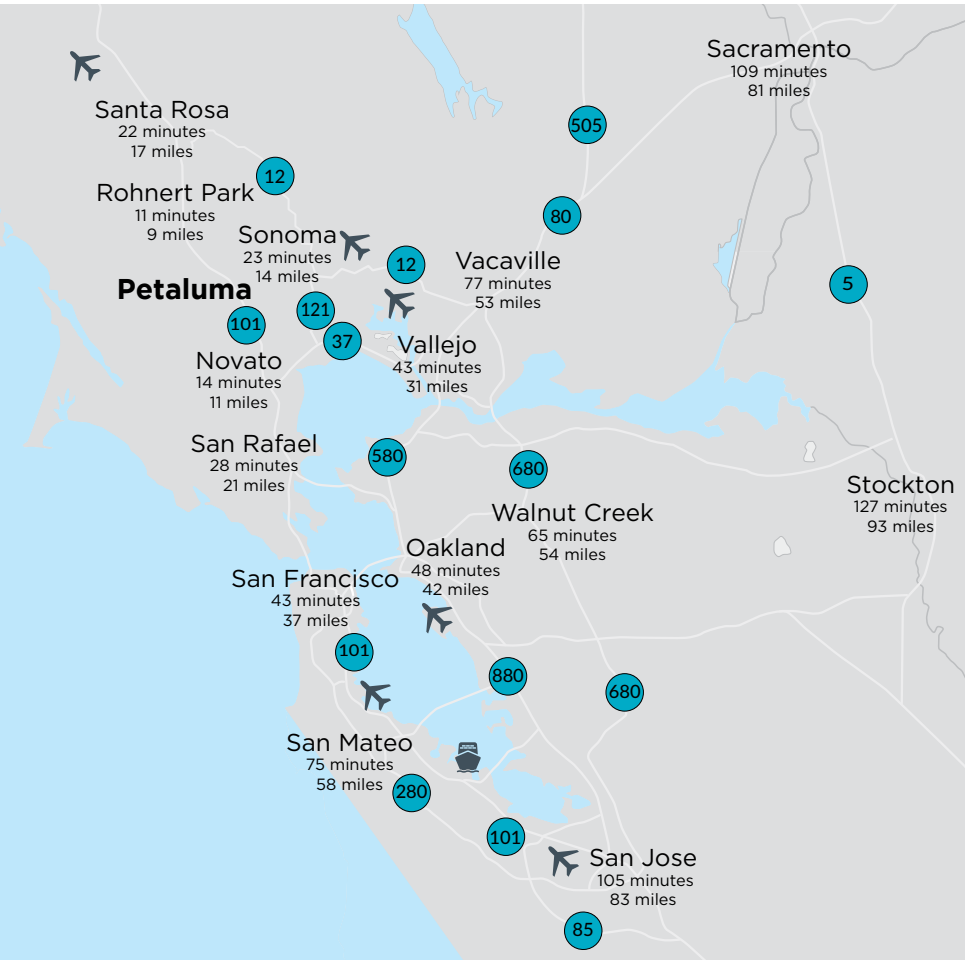 Sacramento
109 minutes
81 miles
Santa Rosa
22 minutes
17 miles
505
12
Rohnert Park
11 minutes
9 miles
80
Sonoma
23 minutes
14 miles
12
Vacaville
77 minutes
53 miles
5
Petaluma
101
121
37
Vallejo
43 minutes
31 miles
Novato
14 minutes
11 miles
San Rafael
28 minutes
21 miles
580
680
Stockton
127 minutes
93 miles
Walnut Creek
65 minutes
54 miles
Oakland
48 minutes
42 miles
San Francisco
43 minutes
37 miles
101
880
680
San Mateo
75 minutes
58 miles
280
101
San Jose
105 minutes
83 miles
85